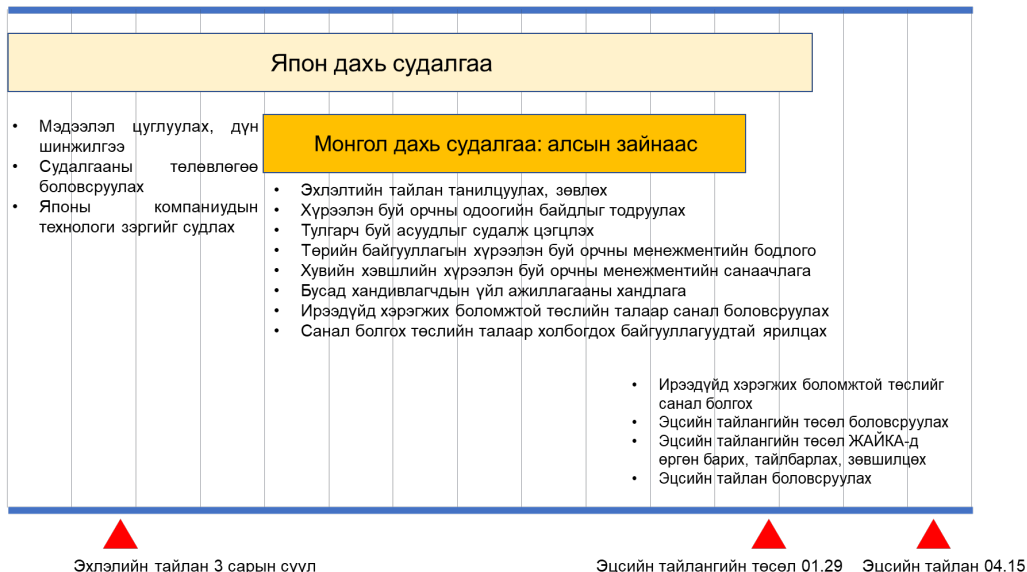 Япон дахь судалгаа
• Мэдээлэл цуглуулах, дүн
шинжилгээ
• Судалгааны төлөвлөгөө
боловсруулах
• Японы компаниудын
технологи зэргийг судлах
Монгол дахь судалгаа: алсын зайнаас
• Эхлэлтийн тайлан танилцуулах, зөвлөх
• Хүрээлэн буй орчны одоогийн байдлыг тодруулах
• Тулгарч буй асуудлыг судалж цэгцлэх
• Төрийн байгууллагын хүрээлэн буй орчны менежментийн бодлого
• Хувийн хэвшлийн хүрээлэн буй орчны менежментийн санаачлага
• Бусад хандивлагчдын үйл ажиллагааны хандлага
• Ирээдүйд хэрэгжих боломжтой төслийн талаар санал боловсруулах
• Санал болгох төслийн талаар холбогдох байгууллагуудтай ярилцах
• Ирээдүйд хэрэгжих боломжтой төслийг
санал болгох
• Эцсийн тайлангийн төсөл боловсруулах
• Эцсийн тайлангийн төсөл ЖАЙКА-д
өргөн барих, тайлбарлах, зөвшилцөх
• Эцсийн тайлан боловсруулах
Эхлэлийн тайлан 3 сарын сүүл
Эцсийн тайлангийн төсөл 01.29
Эцсийн тайлан 04.15